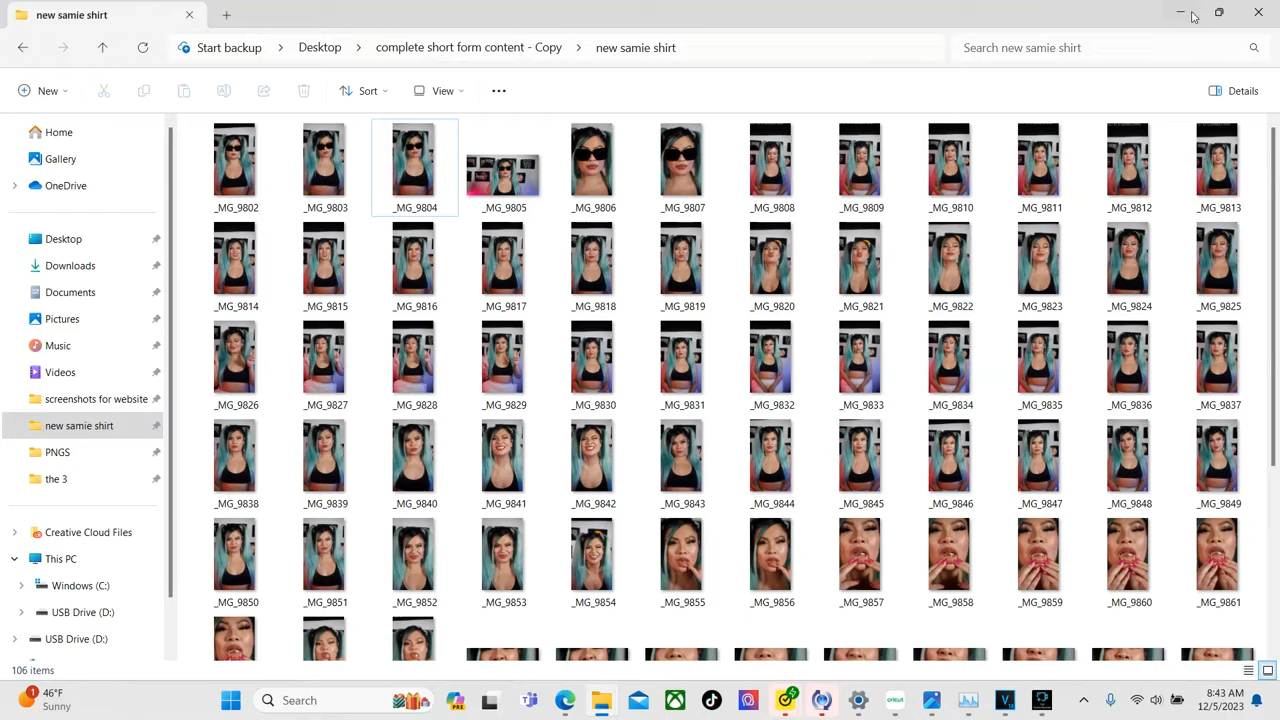 new samie shirt
Start backup > Desktop > complete short form content - Copy > new samie shirt
Search new samie shirt
New
Sort
View
Details
Home
Gallery
OneDrive
Desktop
Downloads
Documents
Pictures
Music
Videos
screenshots for website
new samie shirt
PNGS
the 3
Creative Cloud Files
This PC
Windows (C:)
USB Drive (D:)
USB Drive (D:)
_MG_9802 _MG_9803 _MG_9804 _MG_9805 _MG_9806 _MG_9807 _MG_9808 _MG_9809 _MG_9810 _MG_9811 _MG_9812 _MG_9813
_MG_9814 _MG_9815 _MG_9816 _MG_9817 _MG_9818 _MG_9819 _MG_9820 _MG_9821 _MG_9822 _MG_9823 _MG_9824 _MG_9825
_MG_9826 _MG_9827 _MG_9828 _MG_9829 _MG_9830 _MG_9831 _MG_9832 _MG_9833 _MG_9834 _MG_9835 _MG_9836 _MG_9837
_MG_9838 _MG_9839 _MG_9840 _MG_9841 _MG_9842 _MG_9843 _MG_9844 _MG_9845 _MG_9846 _MG_9847 _MG_9848 _MG_9849
_MG_9850 _MG_9851 _MG_9852 _MG_9853 _MG_9854 _MG_9855 _MG_9856 _MG_9857 _MG_9858 _MG_9859 _MG_9860 _MG_9861
106 items
1
46°F
Sunny
Search
PRE
cricut
V
8:43 AM
12/5/2023